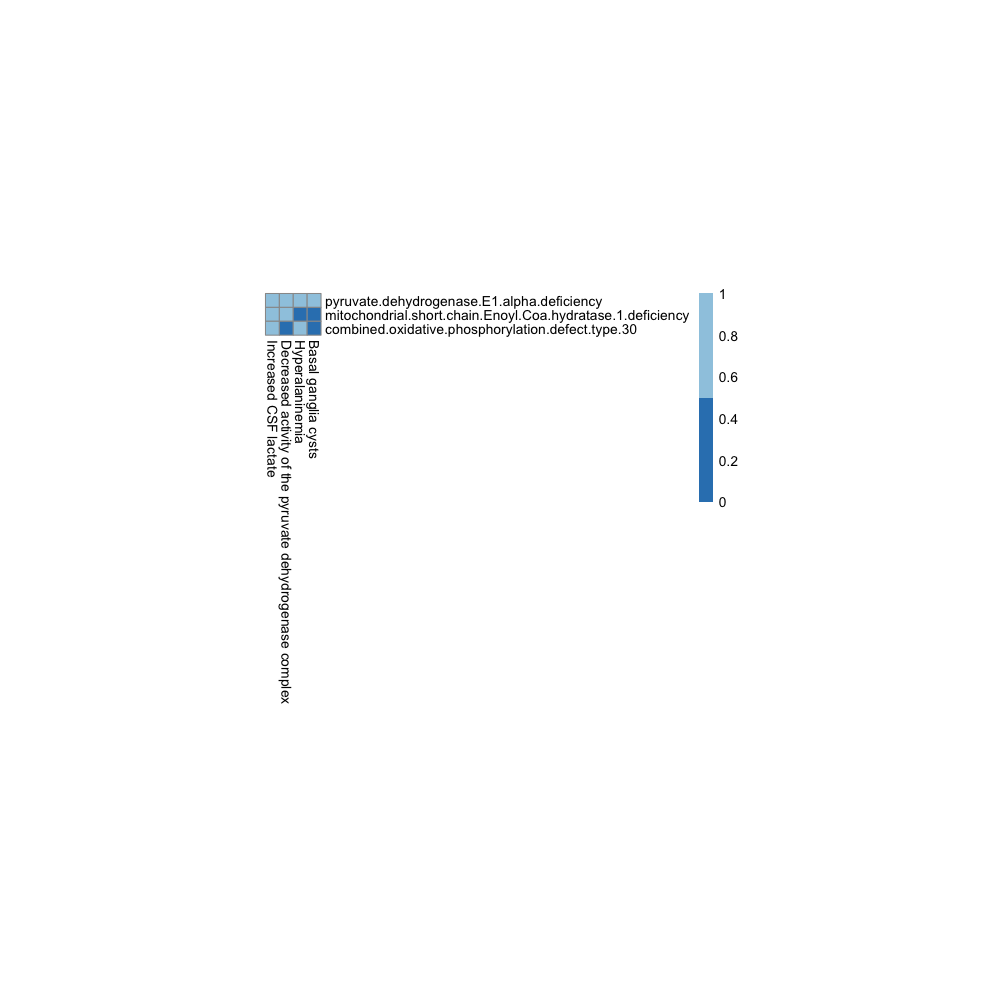 pyruvate.dehydrogenase.E1.alpha.deficiency
mitochondrial.short.chain.Enoyl.Coa.hydratase.1.deficiency
combined.oxidative.phosphorylation.defect.type.30
Increased CSF lactate
Decreased activity of the pyruvate dehydrogenase complex
Hyperalaninemia
Basal ganglia cysts
1
0.8
0.6
0.4
0.2
0